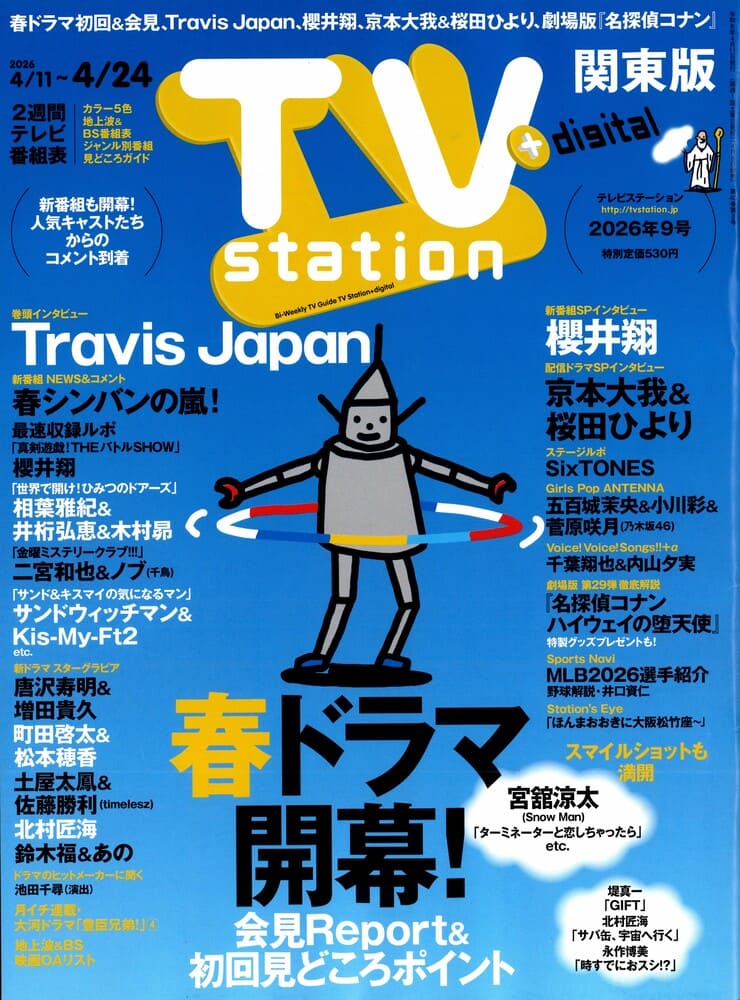 春ドラマ初回&会見、Travis Japan、櫻井翔、京本大我&桜田ひより、劇場版『名探偵コナン』
2026
4/11~4/24
2週間
テレビ
番組表
カラー5色
地上波&
BS番組表
ジャンル別番組
見どころガイド
TV
station
+digital
関東版
Bi-Weekly TV Guide TV Station+digital
テレビステーション
http://tvstation.jp
2026年9号
特別定価530円
新番組も開幕!
人気キャストたち
からの
コメント到着
巻頭インタビュー
Travis Japan
新番組 NEWS&コメント
春シンバンの嵐!
最速収録ルポ
「真剣遊戯!THEバトルSHOW」
櫻井翔
「世界で開け!ひみつのドアーズ」
相葉雅紀&
井桁弘恵&木村昴
「金曜ミステリークラブ!!!」
二宮和也&ノブ(千鳥)
「サンド&キスマイの気になるマン」
サンドウィッチマン&
Kis-My-Ft2
etc.
新ドラマ スターグラビア
唐沢寿明&
増田貴久
町田啓太&
松本穂香
土屋太鳳&
佐藤勝利(timelesz)
北村匠海
鈴木福&あの
ドラマのヒットメーカーに聞く
池田千尋(演出)
月イチ連載・
大河ドラマ「豊臣兄弟!」4
地上波&BS
映画OAリスト
新番組SPインタビュー
櫻井翔
配信ドラマSPインタビュー
京本大我&
桜田ひより
ステージルポ
SixTONES
Girls Pop ANTENNA
五百城茉央&小川彩&
菅原咲月(乃木坂46)
Voice!Voice!Songs!!+α
千葉翔也&内山夕実
劇場版 第29弾 徹底解説
『名探偵コナン
ハイウェイの堕天使』
特製グッズプレゼントも!
Sports Navi
MLB2026選手紹介
野球解説・井口資仁
Station's Eye
「ほんまおおきに大阪松竹座~」
スマイルショットも
満開
宮舘涼太
(Snow Man)
「ターミネーターと恋しちゃったら」
etc.
堤真一
「GIFT」
北村匠海
「サバ缶、宇宙へ行く」
永作博美
「時すでにおスシ!?」
春ドラマ
開幕!
会見Report&
初回見どころポイント